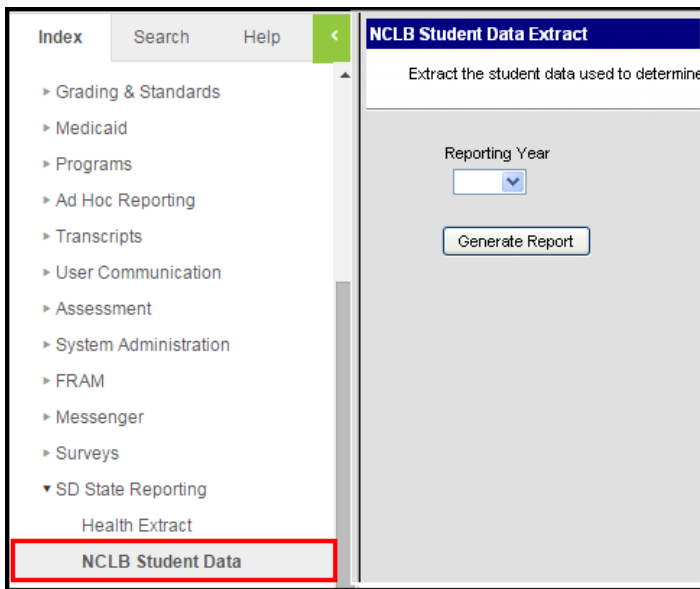 Index Search Help
Grading & Standards
Medicaid
Programs
Ad Hoc Reporting
Transcripts
User Communication
Assessment
System Administration
FRAM
Messenger
Surveys
SD State Reporting
Health Extract
NCLB Student Data
NCLB Student Data Extract
Extract the student data used to determine
Reporting Year
Generate Report